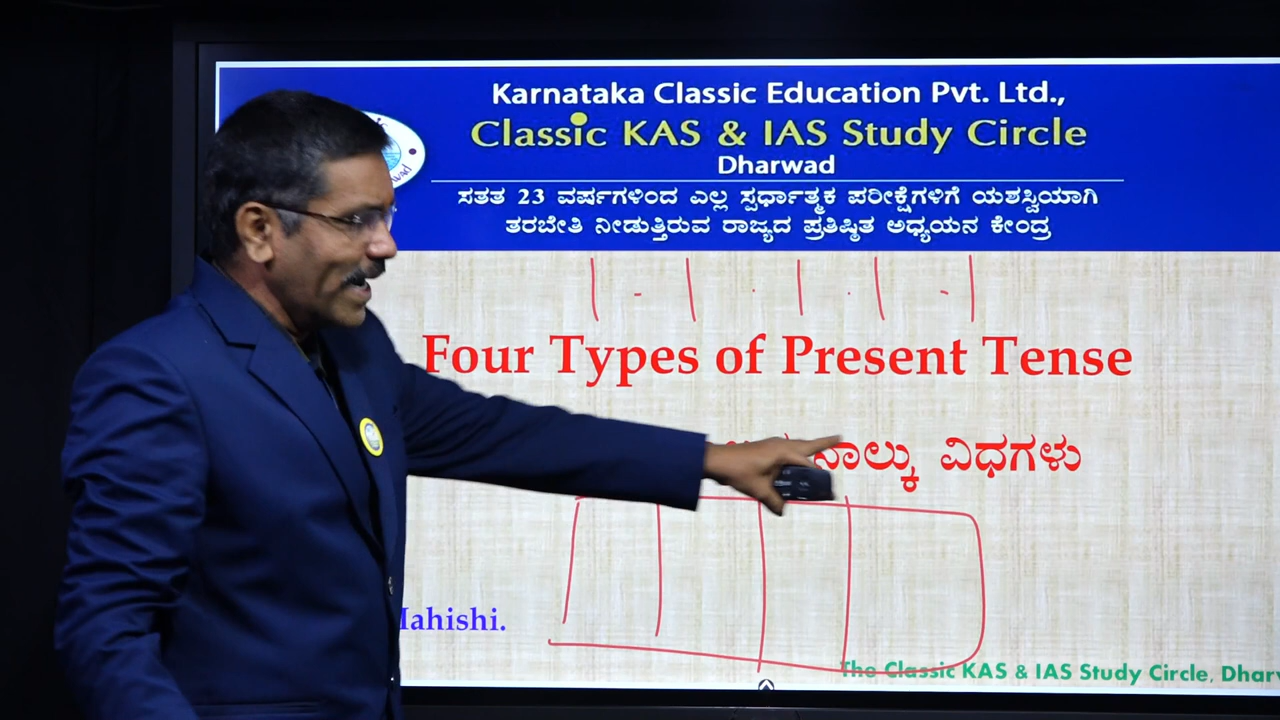 Karnataka Classic Education Pvt. Ltd.,
Classic KAS & IAS Study Circle
Dharwad
ಸತತ 23 ವರ್ಷಗಳಿಂದ ಎಲ್ಲ ಸ್ಪರ್ಧಾತ್ಮಕ ಪರೀಕ್ಷೆಗಳಿಗೆ ಯಶಸ್ವಿಯಾಗಿ
ತರಬೇತಿ ನೀಡುತ್ತಿರುವ ರಾಜ್ಯದ ಪ್ರತಿಷ್ಠಿತ ಅಧ್ಯಯನ ಕೇಂದ್ರ
Four Types of Present Tense
ನಾಲ್ಕು ವಿಧಗಳು
Mahishi.
The Classic KAS & IAS Study Circle, Dharw